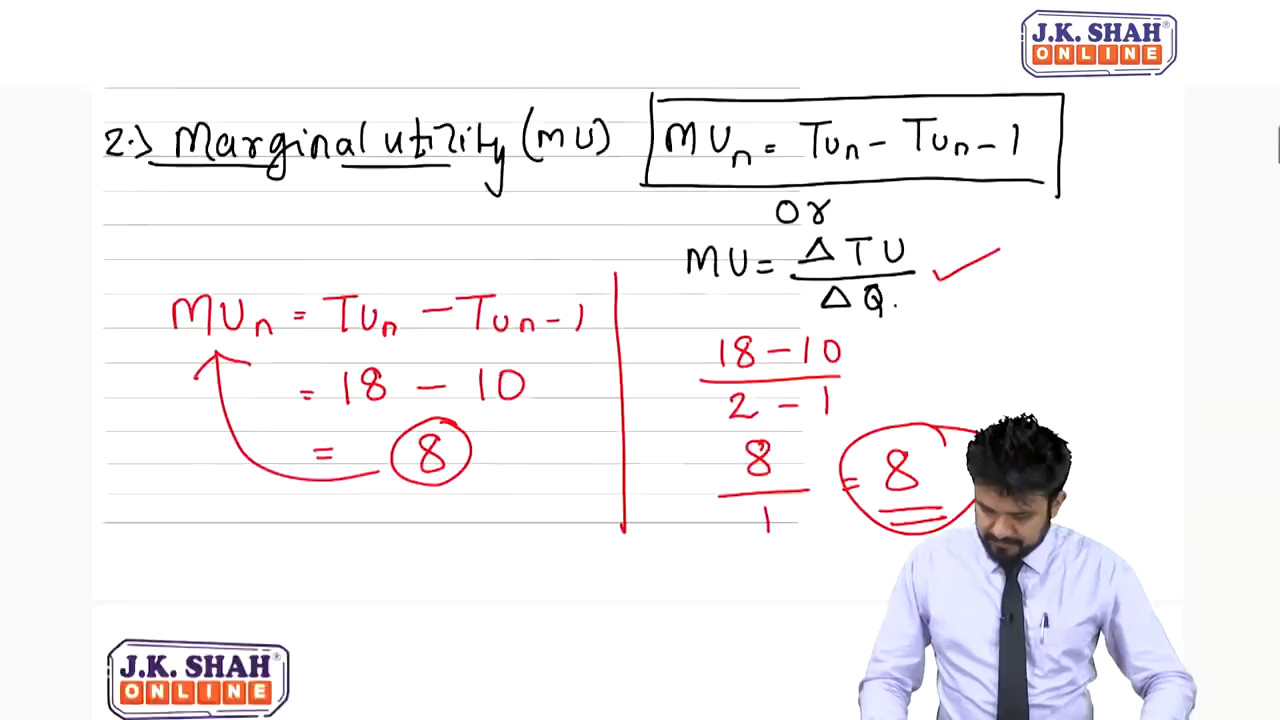 J.K. SHAH®
ONLINE
2.) Marginal utility (MU) MUn = TUn - TUn-1
Or
MU = ΔTU / ΔQ.
MUn = TUn - TUn-1
= 18 - 10
= 8
18 - 10
2 - 1
8
1
= 8
J.K. SHAH®
ONLINE